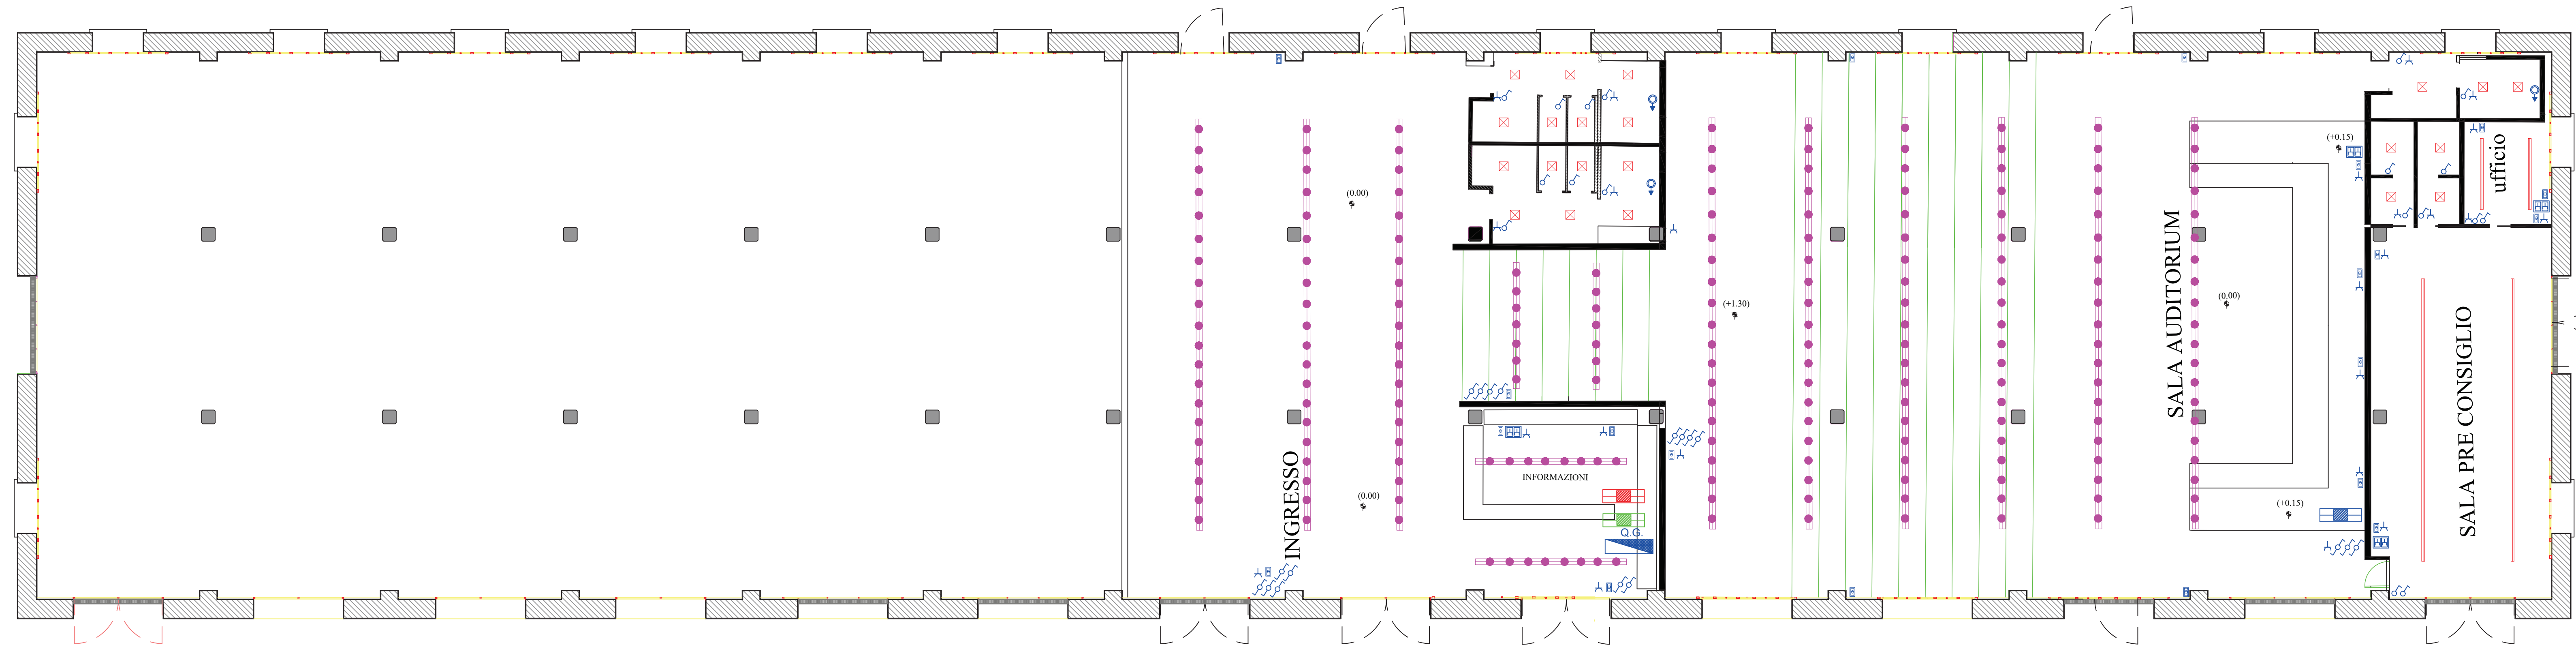 (0.00)
(+0.15)
ufficio
SALA AUDITORIUM
(+1.30)
(0.00)
SALA PRE CONSIGLIO
INGRESSO
(0.00)
INFORMAZIONI
Q.G.
(+0.15)